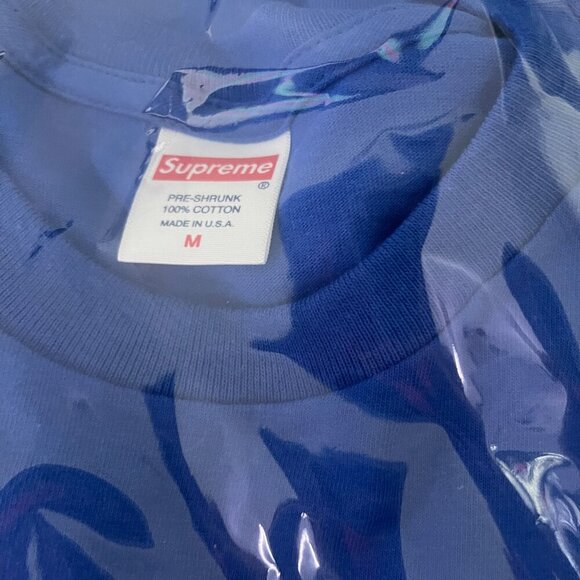 Supreme
®
PRE-SHRUNK
100% COTTON
MADE IN U.S.A.
M